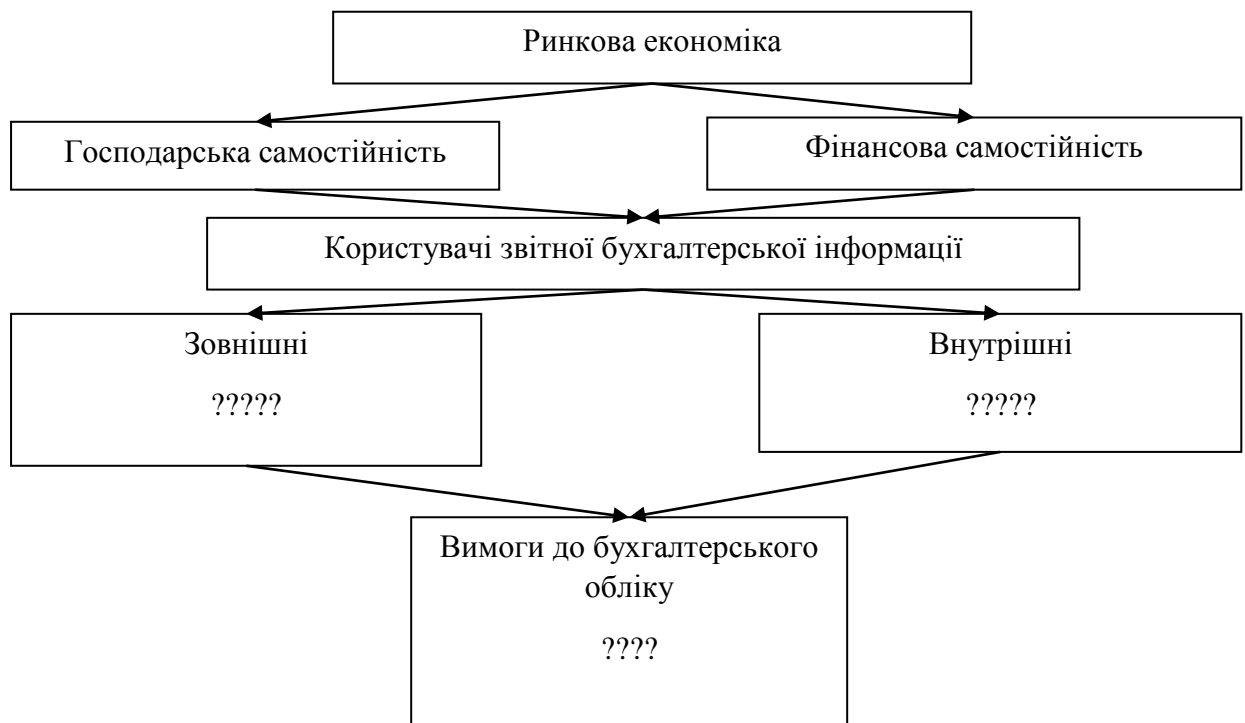 Ринкова економіка
Господарська самостійність
Фінансова самостійність
Користувачі звітної бухгалтерської інформації
Зовнішні
?????
Внутрішні
?????
Вимоги до бухгалтерського
обліку
????